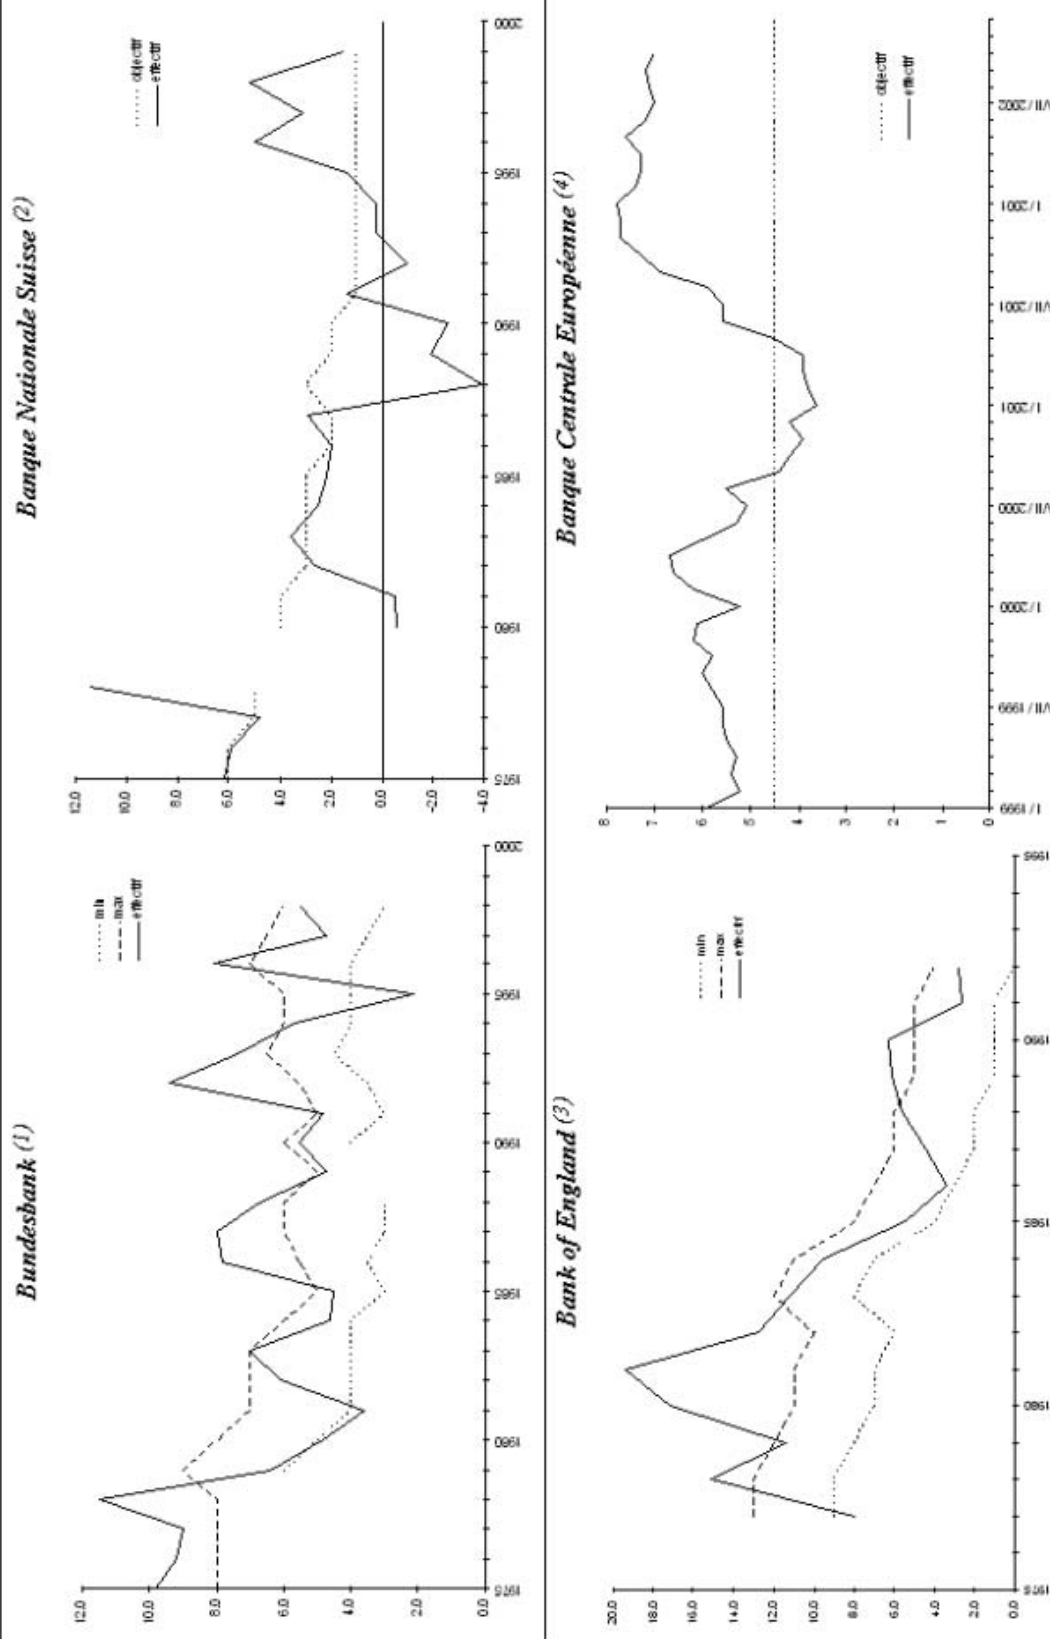 Bundesbank (1)
min
max
effectif
12.0
10.0
8.0
6.0
4.0
2.0
0.0
1975 1980 1985 1990 1995 2000
Banque Nationale Suisse (2)
objectif
effectif
12.0
10.0
8.0
6.0
4.0
2.0
0.0
-2.0
-4.0
1975 1980 1985 1990 1995 2000
Bank of England (3)
min
max
effectif
20.0
18.0
16.0
14.0
12.0
10.0
8.0
6.0
4.0
2.0
0.0
1975 1980 1985 1990 1995
Banque Centrale Européenne (4)
objectif
effectif
8
7
6
5
4
3
2
1
0
I / 1999 VII / 1999 I / 2000 VII / 2000 I / 2001 VII / 2001 I / 2001 VII / 2002